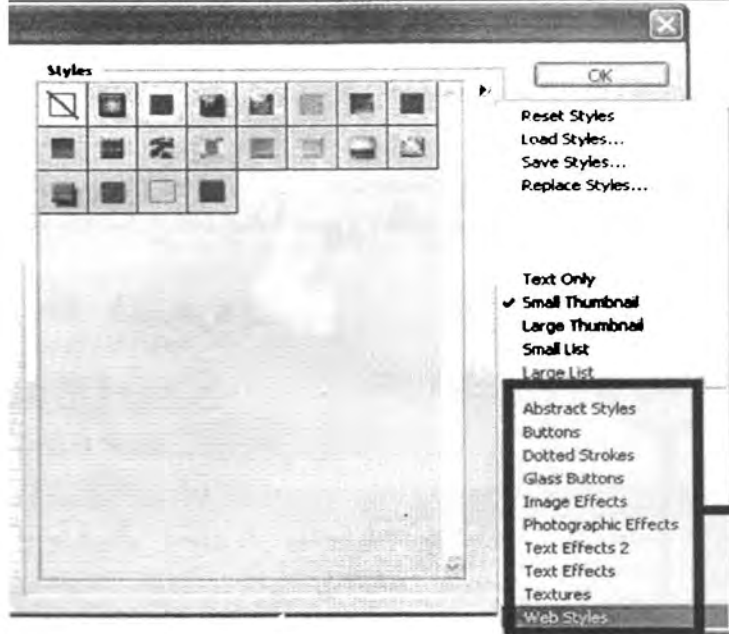 Styles
OK
Reset Styles
Load Styles...
Save Styles...
Replace Styles...
Text Only
Small Thumbnail
Large Thumbnail
Small List
Large List
Abstract Styles
Buttons
Dotted Strokes
Glass Buttons
Image Effects
Photographic Effects
Text Effects 2
Text Effects
Textures
Web Styles